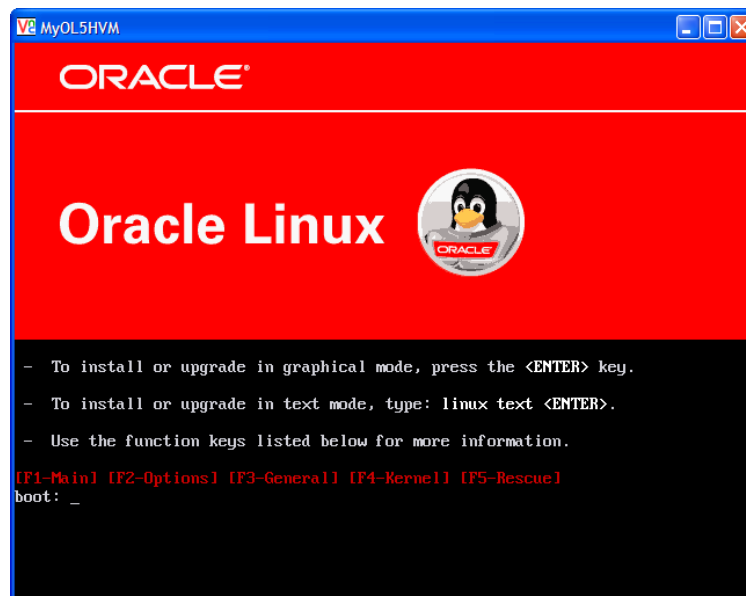 MyOL5HVM
ORACLE®
Oracle Linux
ORACLE
-  To install or upgrade in graphical mode, press the <ENTER> key.
-  To install or upgrade in text mode, type: linux text <ENTER>.
-  Use the function keys listed below for more information.
[F1-Main] [F2-Options] [F3-General] [F4-Kernel] [F5-Rescue]
boot: _